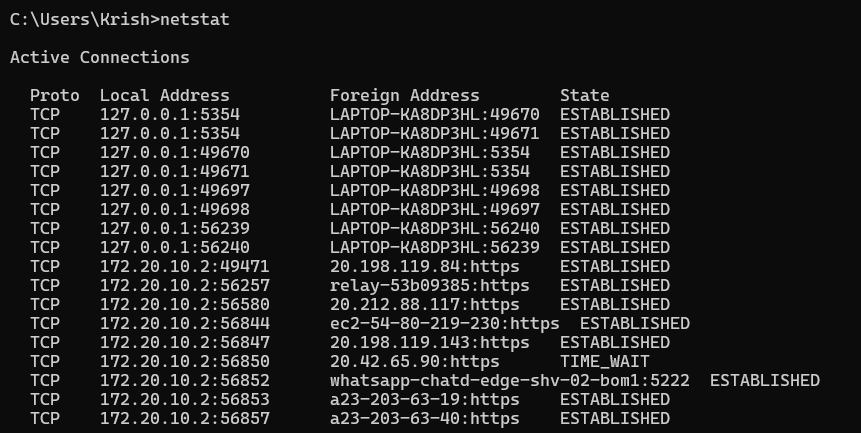 C:\Users\Krish>netstat
Active Connections
Proto  Local Address          Foreign Address        State
TCP    127.0.0.1:5354         LAPTOP-KA8DP3HL:49670  ESTABLISHED
TCP    127.0.0.1:5354         LAPTOP-KA8DP3HL:49671  ESTABLISHED
TCP    127.0.0.1:49670        LAPTOP-KA8DP3HL:5354   ESTABLISHED
TCP    127.0.0.1:49671        LAPTOP-KA8DP3HL:5354   ESTABLISHED
TCP    127.0.0.1:49697        LAPTOP-KA8DP3HL:49698  ESTABLISHED
TCP    127.0.0.1:49698        LAPTOP-KA8DP3HL:49697  ESTABLISHED
TCP    127.0.0.1:56239        LAPTOP-KA8DP3HL:56240  ESTABLISHED
TCP    127.0.0.1:56240        LAPTOP-KA8DP3HL:56239  ESTABLISHED
TCP    172.20.10.2:49471      20.198.119.84:https    ESTABLISHED
TCP    172.20.10.2:56257      relay-53b09385:https   ESTABLISHED
TCP    172.20.10.2:56580      20.212.88.117:https    ESTABLISHED
TCP    172.20.10.2:56844      ec2-54-80-219-230:https  ESTABLISHED
TCP    172.20.10.2:56847      20.198.119.143:https   ESTABLISHED
TCP    172.20.10.2:56850      20.42.65.90:https      TIME_WAIT
TCP    172.20.10.2:56852      whatsapp-chatd-edge-shv-02-bom1:5222  ESTABLISHED
TCP    172.20.10.2:56853      a23-203-63-19:https    ESTABLISHED
TCP    172.20.10.2:56857      a23-203-63-40:https    ESTABLISHED